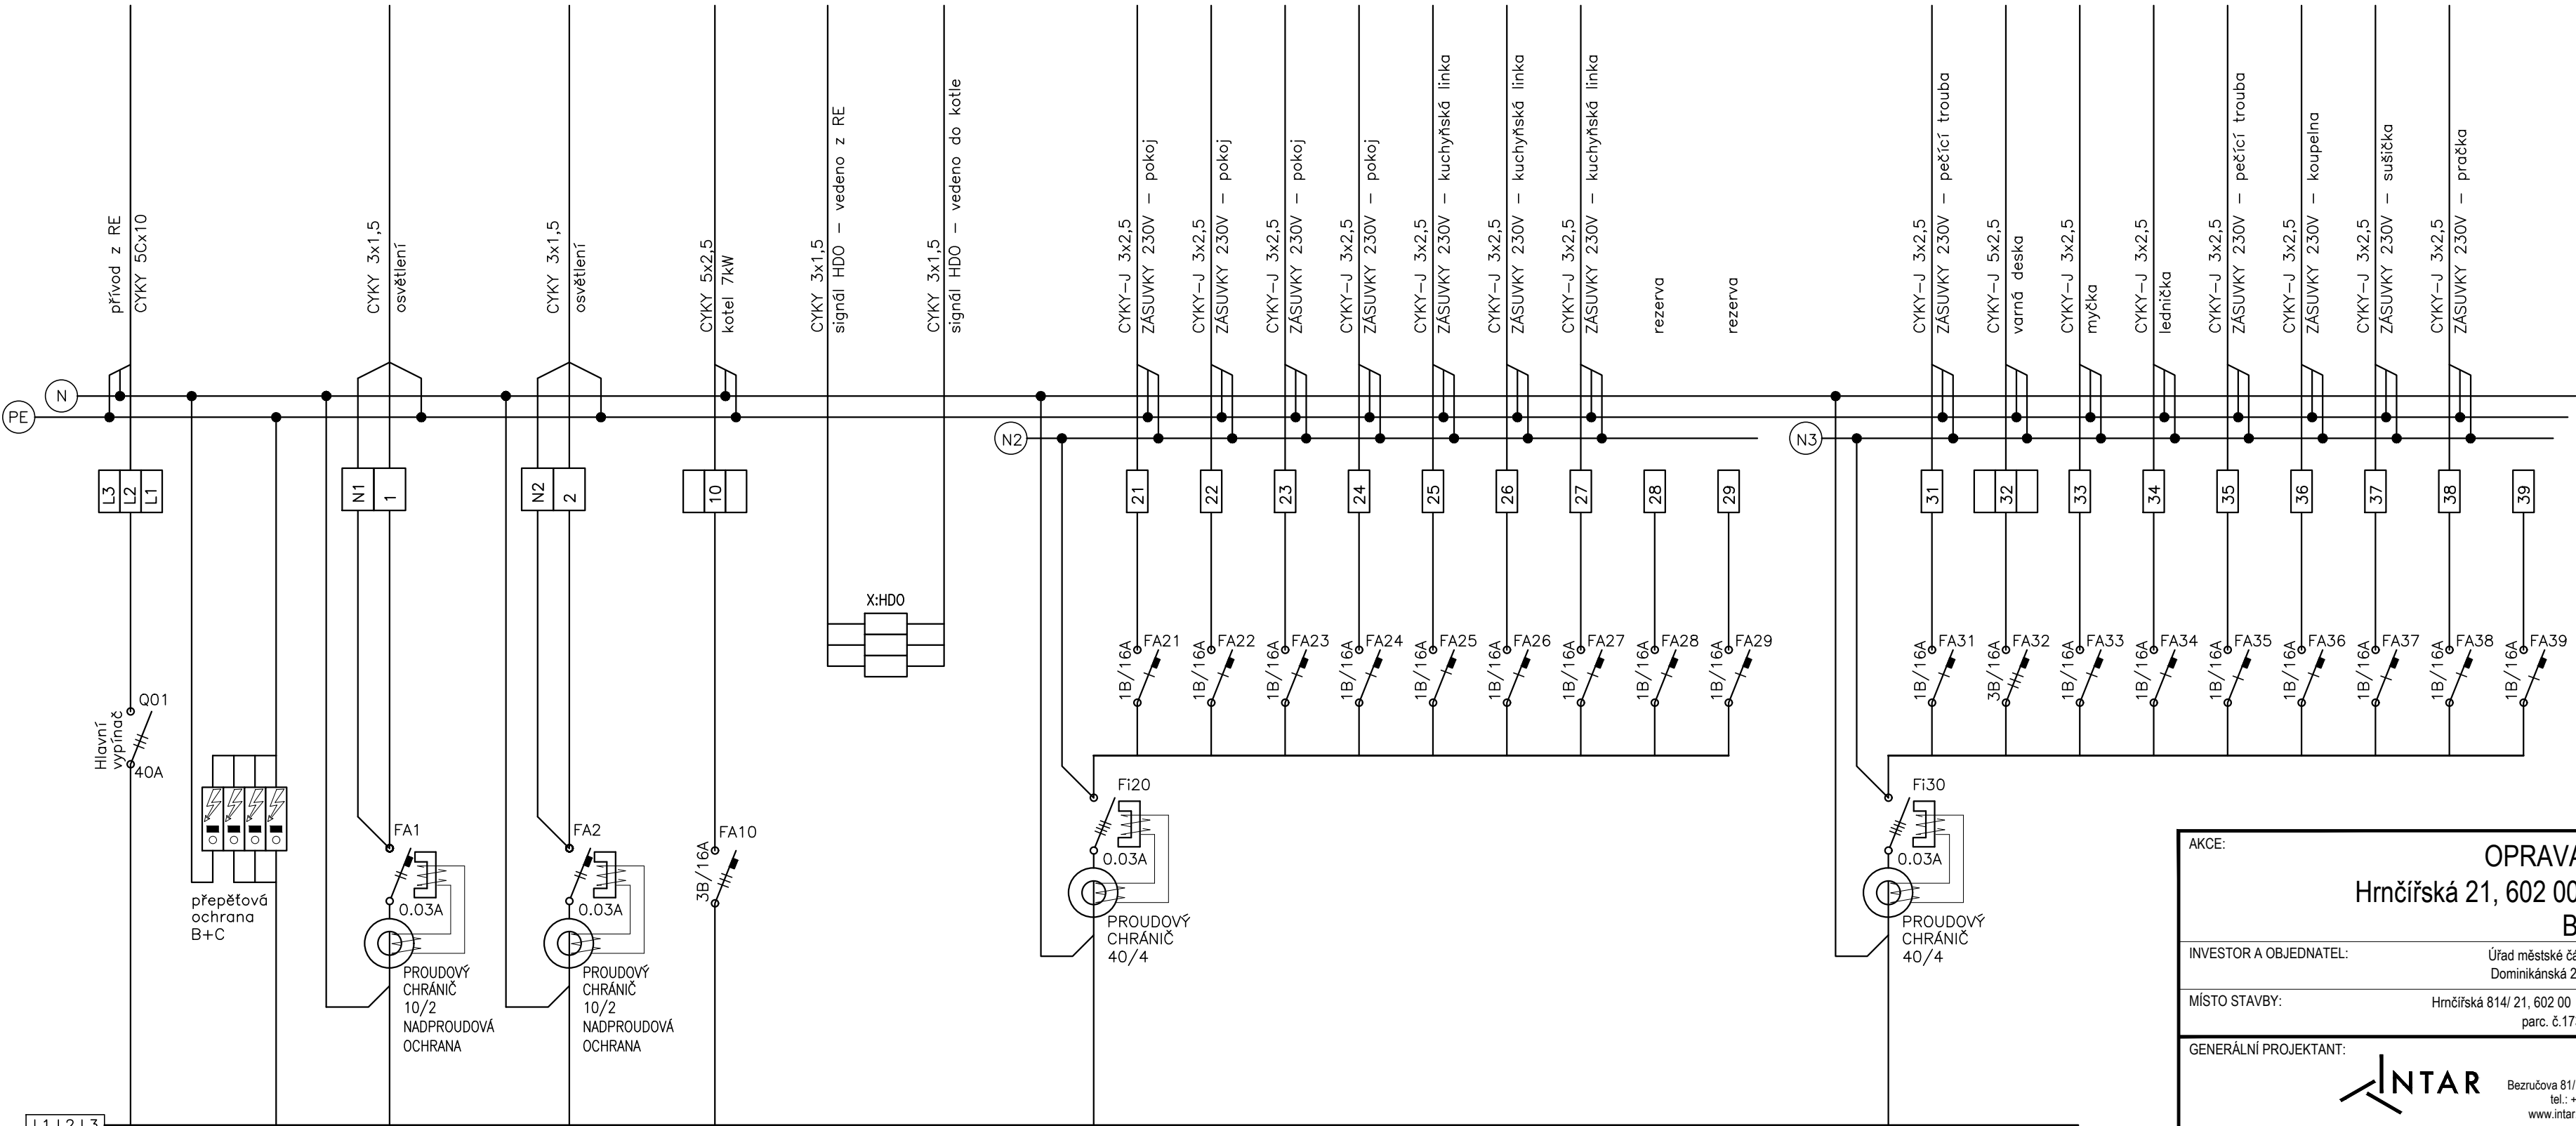 přívod z RE
CYKY 5Cx10
CYKY 3x1,5
osvětlení
CYKY 3x1,5
osvětlení
CYKY 5x2,5
kotel 7kW
CYKY 3x1,5
signál HDO – vedeno z RE
CYKY 3x1,5
signál HDO – vedeno do kotle
CYKY-J 3x2,5
ZÁSUVKY 230V – pokoj
CYKY-J 3x2,5
ZÁSUVKY 230V – pokoj
CYKY-J 3x2,5
ZÁSUVKY 230V – pokoj
CYKY-J 3x2,5
ZÁSUVKY 230V – pokoj
CYKY-J 3x2,5
ZÁSUVKY 230V – kuchyňská linka
CYKY-J 3x2,5
ZÁSUVKY 230V – kuchyňská linka
CYKY-J 3x2,5
ZÁSUVKY 230V – kuchyňská linka
rezerva
rezerva
CYKY-J 3x2,5
ZÁSUVKY 230V – pečící trouba
CYKY-J 5x2,5
varná deska
CYKY-J 3x2,5
myčka
CYKY-J 3x2,5
lednička
CYKY-J 3x2,5
ZÁSUVKY 230V – pečící trouba
CYKY-J 3x2,5
ZÁSUVKY 230V – koupelna
CYKY-J 3x2,5
ZÁSUVKY 230V – sušička
CYKY-J 3x2,5
ZÁSUVKY 230V – pračka
N
PE
N2
N3
L3 L2 L1
N1 1
N2 2
10
21 22 23 24 25 26 27 28 29
31 32 33 34 35 36 37 38 39
X:HDO
1B/16A FA21
1B/16A FA22
1B/16A FA23
1B/16A FA24
1B/16A FA25
1B/16A FA26
1B/16A FA27
1B/16A FA28
1B/16A FA29
1B/16A FA31
3B/16A FA32
1B/16A FA33
1B/16A FA34
1B/16A FA35
1B/16A FA36
1B/16A FA37
1B/16A FA38
1B/16A FA39
Hlavní
vypínač
Q01
40A
přepěťová
ochrana
B+C
FA1
0.03A
PROUDOVÝ
CHRÁNIČ
10/2
NADPROUDOVÁ
OCHRANA
FA2
0.03A
PROUDOVÝ
CHRÁNIČ
10/2
NADPROUDOVÁ
OCHRANA
FA10
3B/16A
Fi20
0.03A
PROUDOVÝ
CHRÁNIČ
40/4
Fi30
0.03A
PROUDOVÝ
CHRÁNIČ
40/4
AKCE:
OPRAVA
Hrnčířská 21, 602 00
B
INVESTOR A OBJEDNATEL:
Úřad městské čá
Dominikánská 2
MÍSTO STAVBY:
Hrnčířská 814/ 21, 602 00
parc. č.17
GENERÁLNÍ PROJEKTANT:
INTAR
Bezručova 81/
tel.: +
www.intar
L1 L2 L3